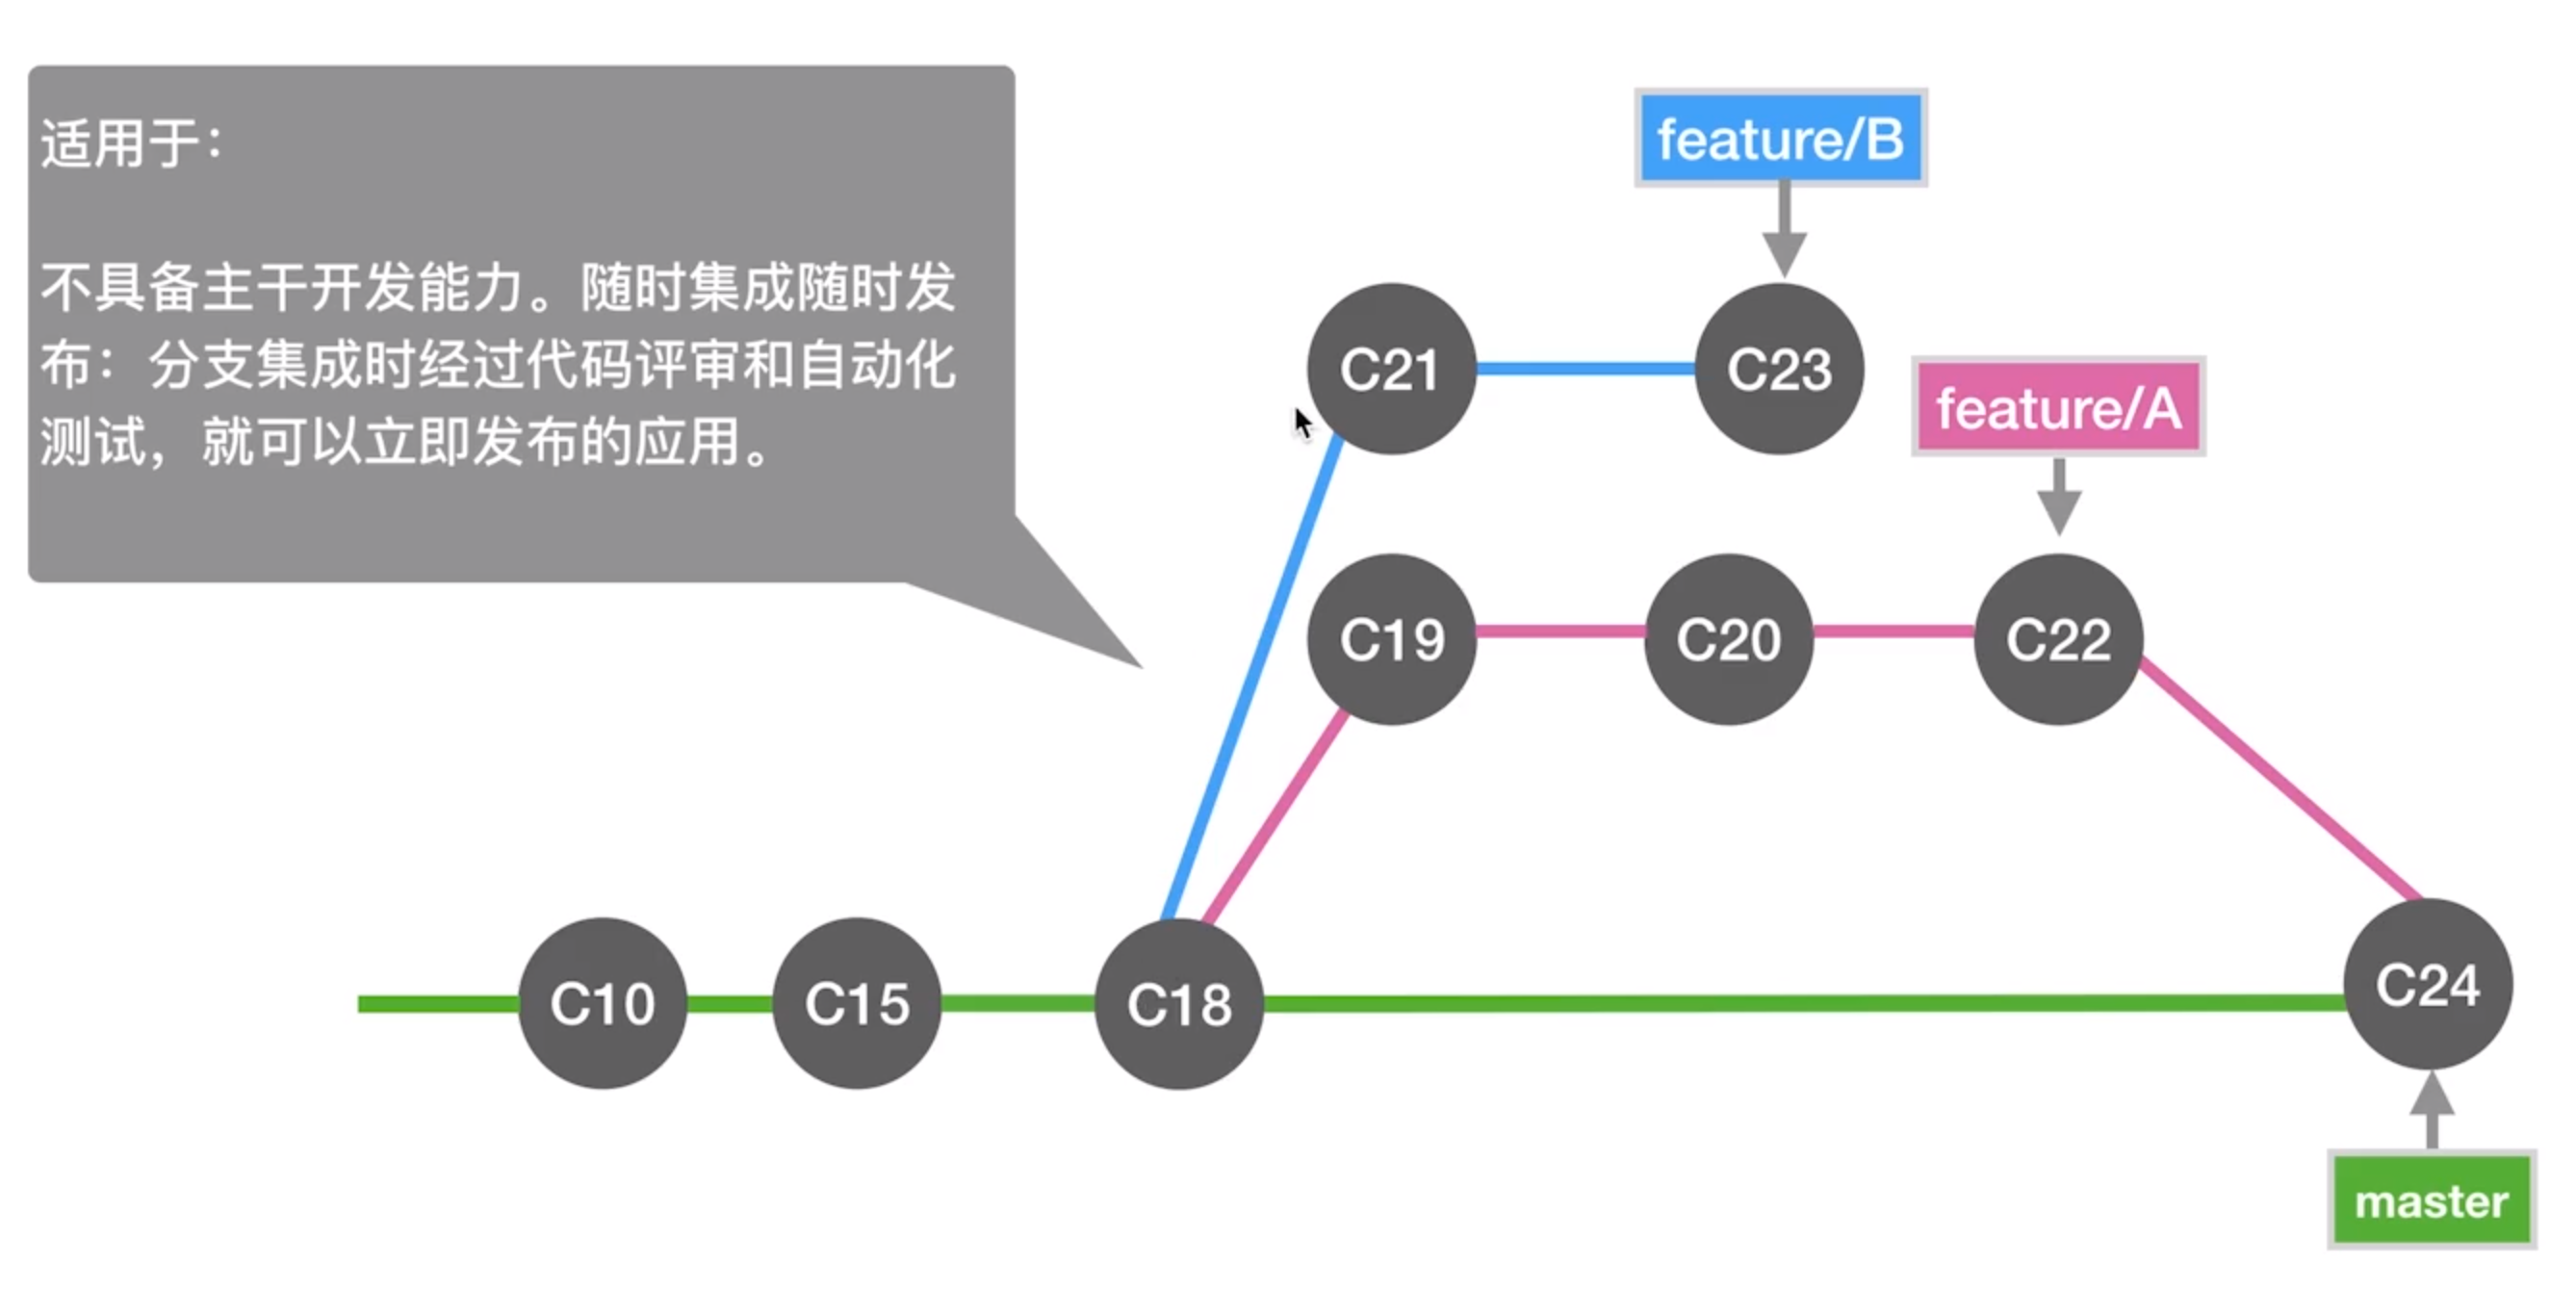 适用于：
不具备主干开发能力。随时集成随时发
布：分支集成时经过代码评审和自动化
测试，就可以立即发布的应用。
feature/B
C21
C23
feature/A
C19
C20
C22
C10
C15
C18
C24
master